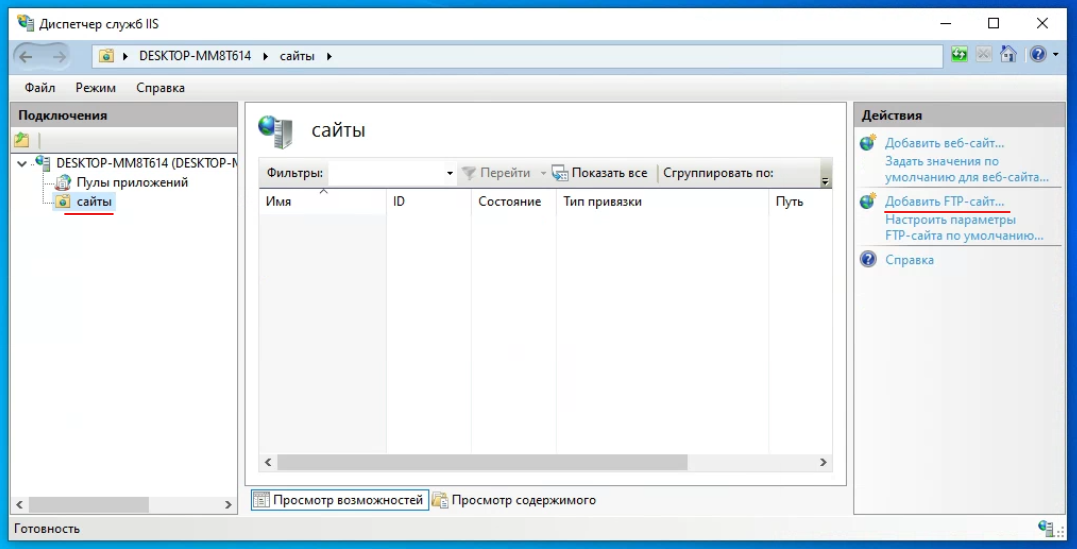 Диспетчер служб IIS
DESKTOP-MM8T614 сайты
Файл Режим Справка
Подключения
DESKTOP-MM8T614 (DESKTOP-M
Пулы приложений
сайты
сайты
Фильтры: Перейти Показать все Сгруппировать по:
Имя ID Состояние Тип привязки Путь
Просмотр возможностей Просмотр содержимого
Действия
Добавить веб-сайт...
Задать значения по
умолчанию для веб-сайта...
Добавить FTP-сайт...
Настроить параметры
FTP-сайта по умолчанию...
Справка
Готовность